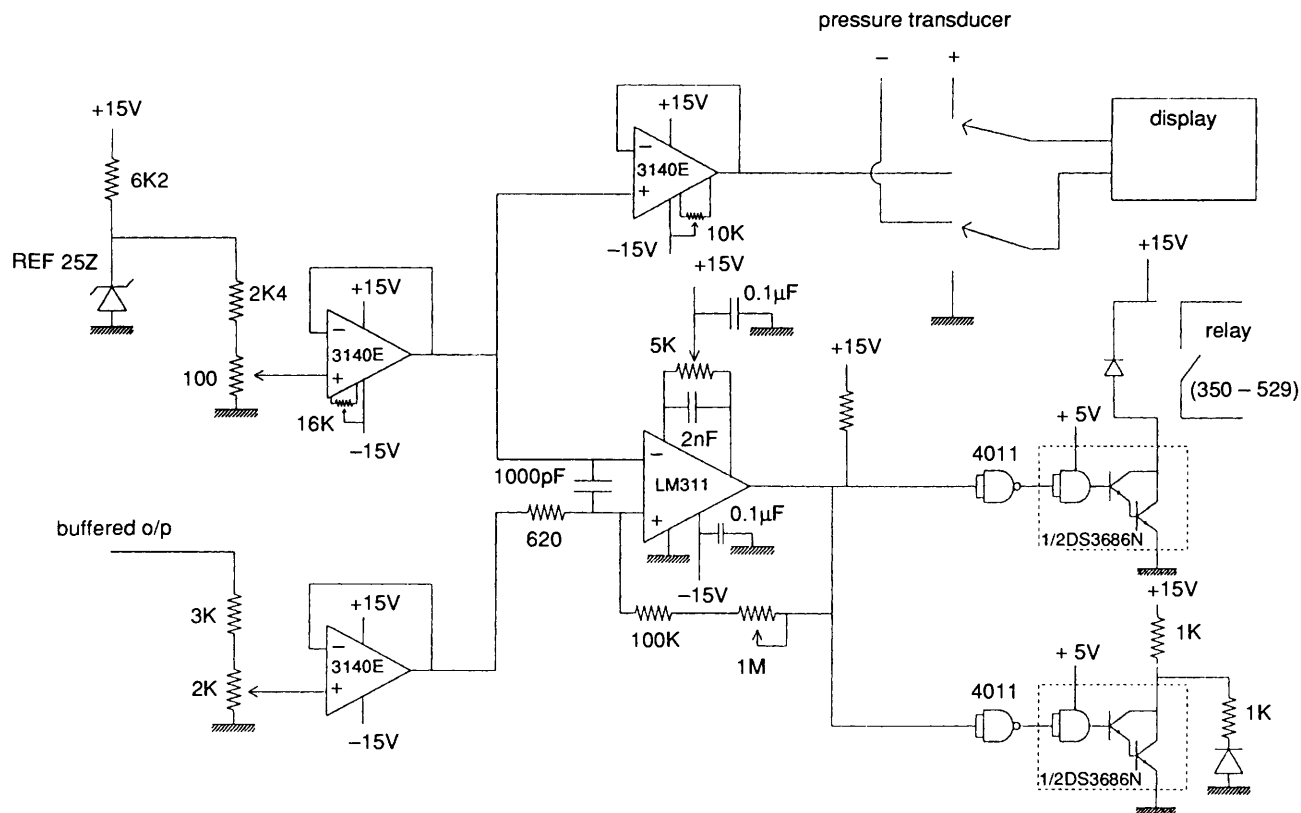 pressure transducer
− +
+15V
6K2
REF 25Z
2K4
100
+15V
−
3140E
+
16K
−15V
+15V
−
3140E
+
10K
−15V
display
+15V
0.1µF
5K
2nF
−
LM311
+
1000pF
620
0.1µF
−15V
100K
1M
+15V
buffered o/p
3K
2K
+15V
−
3140E
+
−15V
+15V
relay
(350 – 529)
+ 5V
4011
1/2DS3686N
+15V
1K
+ 5V
4011
1K
1/2DS3686N